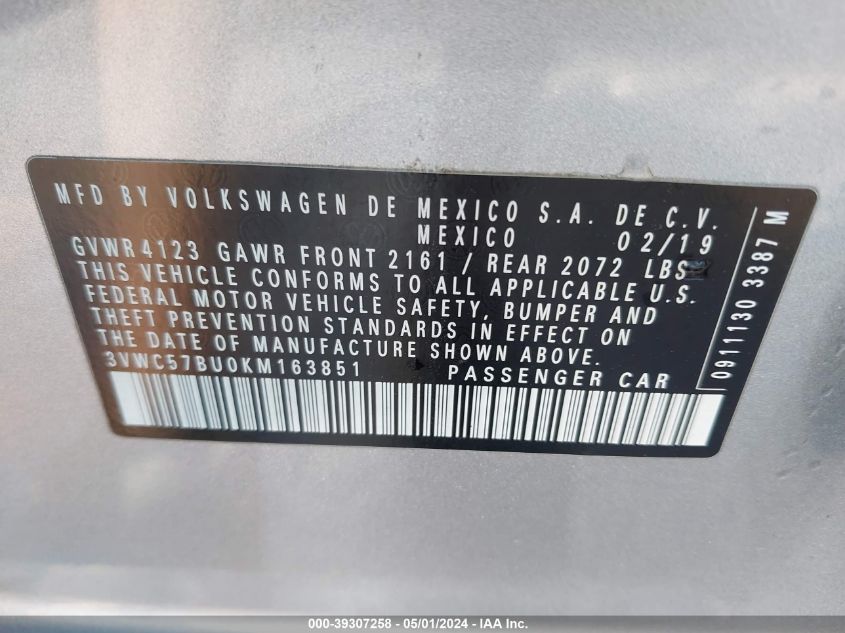 MFD BY VOLKSWAGEN DE MEXICO S.A. DE C.V.
MEXICO 02/19
GVWR 4123 GAWR FRONT 2161 / REAR 2072 LBS
THIS VEHICLE CONFORMS TO ALL APPLICABLE U.S.
FEDERAL MOTOR VEHICLE SAFETY, BUMPER AND
THEFT PREVENTION STANDARDS IN EFFECT ON
THE DATE OF MANUFACTURE SHOWN ABOVE.
3VWC57BU0KM163851 PASSENGER CAR
0911130 3387 M
000-39307258 - 05/01/2024 - IAA Inc.